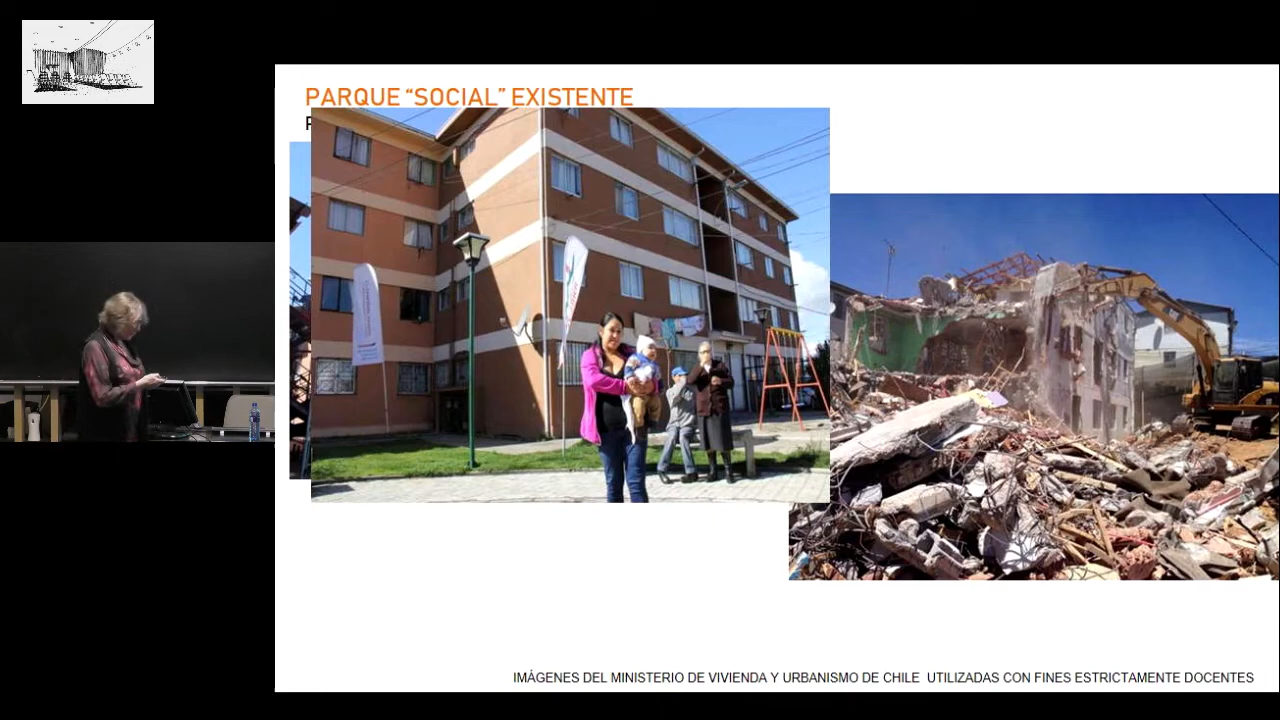 PARQUE “SOCIAL” EXISTENTE
IMÁGENES DEL MINISTERIO DE VIVIENDA Y URBANISMO DE CHILE UTILIZADAS CON FINES ESTRICTAMENTE DOCENTES